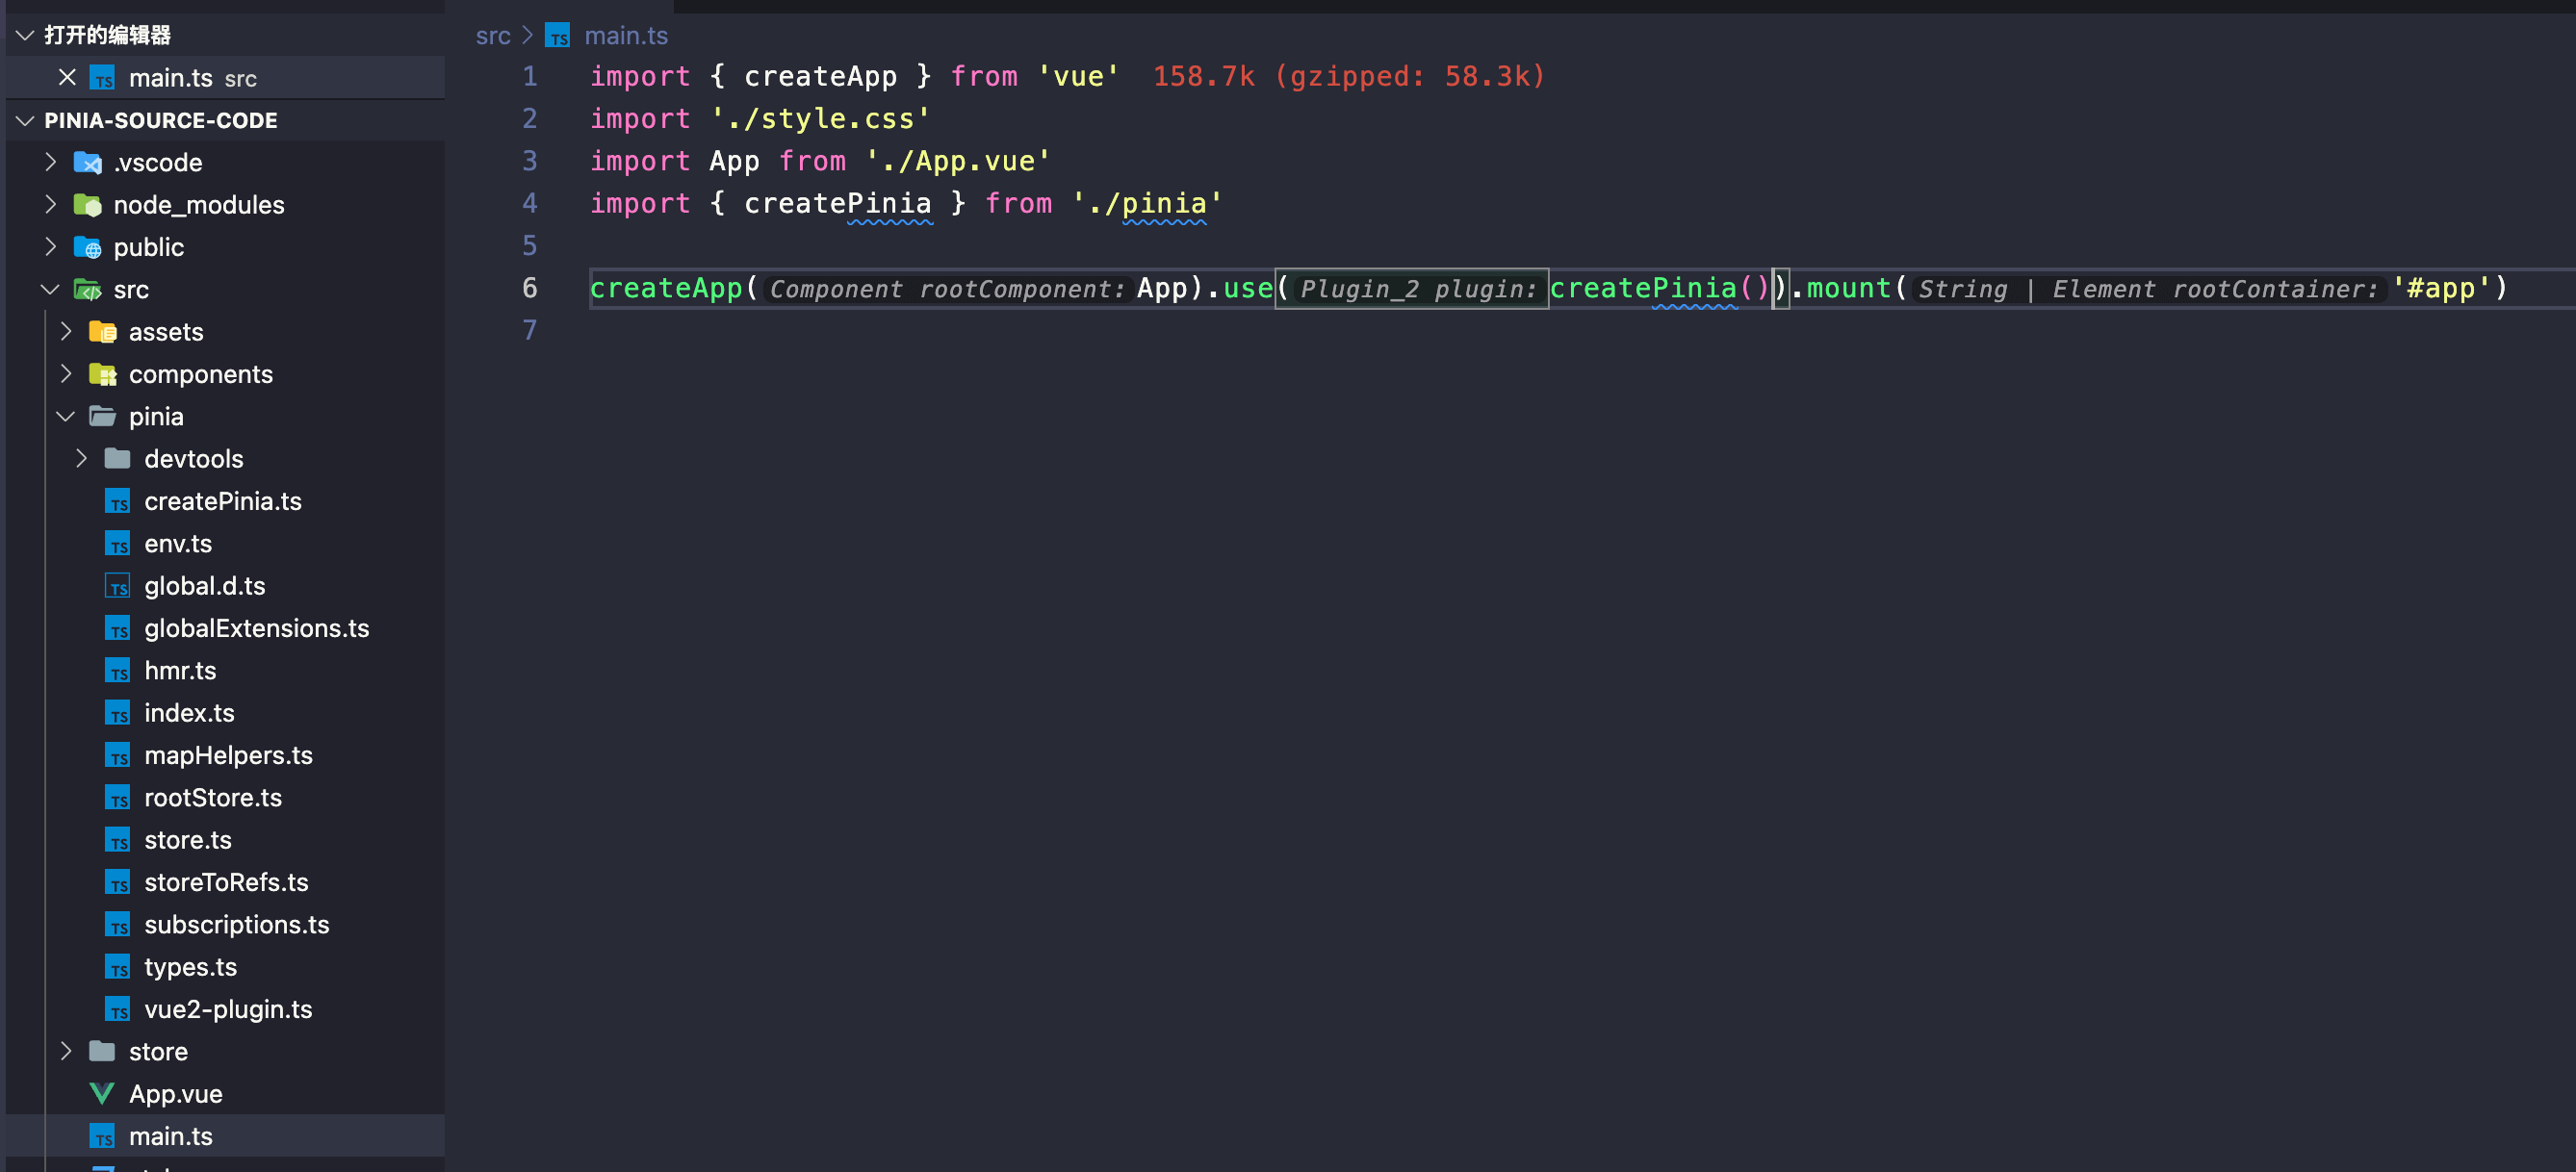 打开的编辑器
main.ts src
PINIA-SOURCE-CODE
.vscode
node_modules
public
src
assets
components
pinia
devtools
createPinia.ts
env.ts
global.d.ts
globalExtensions.ts
hmr.ts
index.ts
mapHelpers.ts
rootStore.ts
store.ts
storeToRefs.ts
subscriptions.ts
types.ts
vue2-plugin.ts
store
App.vue
main.ts
src > TS main.ts
1 import { createApp } from 'vue' 158.7k (gzipped: 58.3k)
2 import './style.css'
3 import App from './App.vue'
4 import { createPinia } from './pinia'
5
6 createApp(Component rootComponent: App).use(Plugin_2 plugin: createPinia()).mount(String | Element rootContainer: '#app')
7